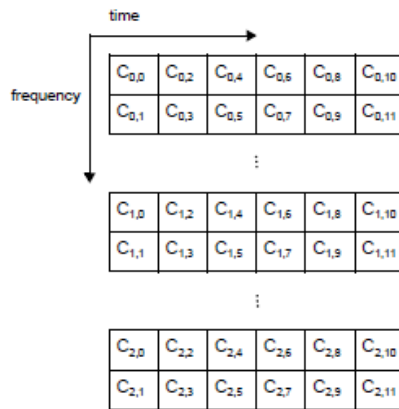 time
frequency
C0,0 C0,2 C0,4 C0,6 C0,8 C0,10
C0,1 C0,3 C0,5 C0,7 C0,9 C0,11
⋮
C1,0 C1,2 C1,4 C1,6 C1,8 C1,10
C1,1 C1,3 C1,5 C1,7 C1,9 C1,11
⋮
C2,0 C2,2 C2,4 C2,6 C2,8 C2,10
C2,1 C2,3 C2,5 C2,7 C2,9 C2,11